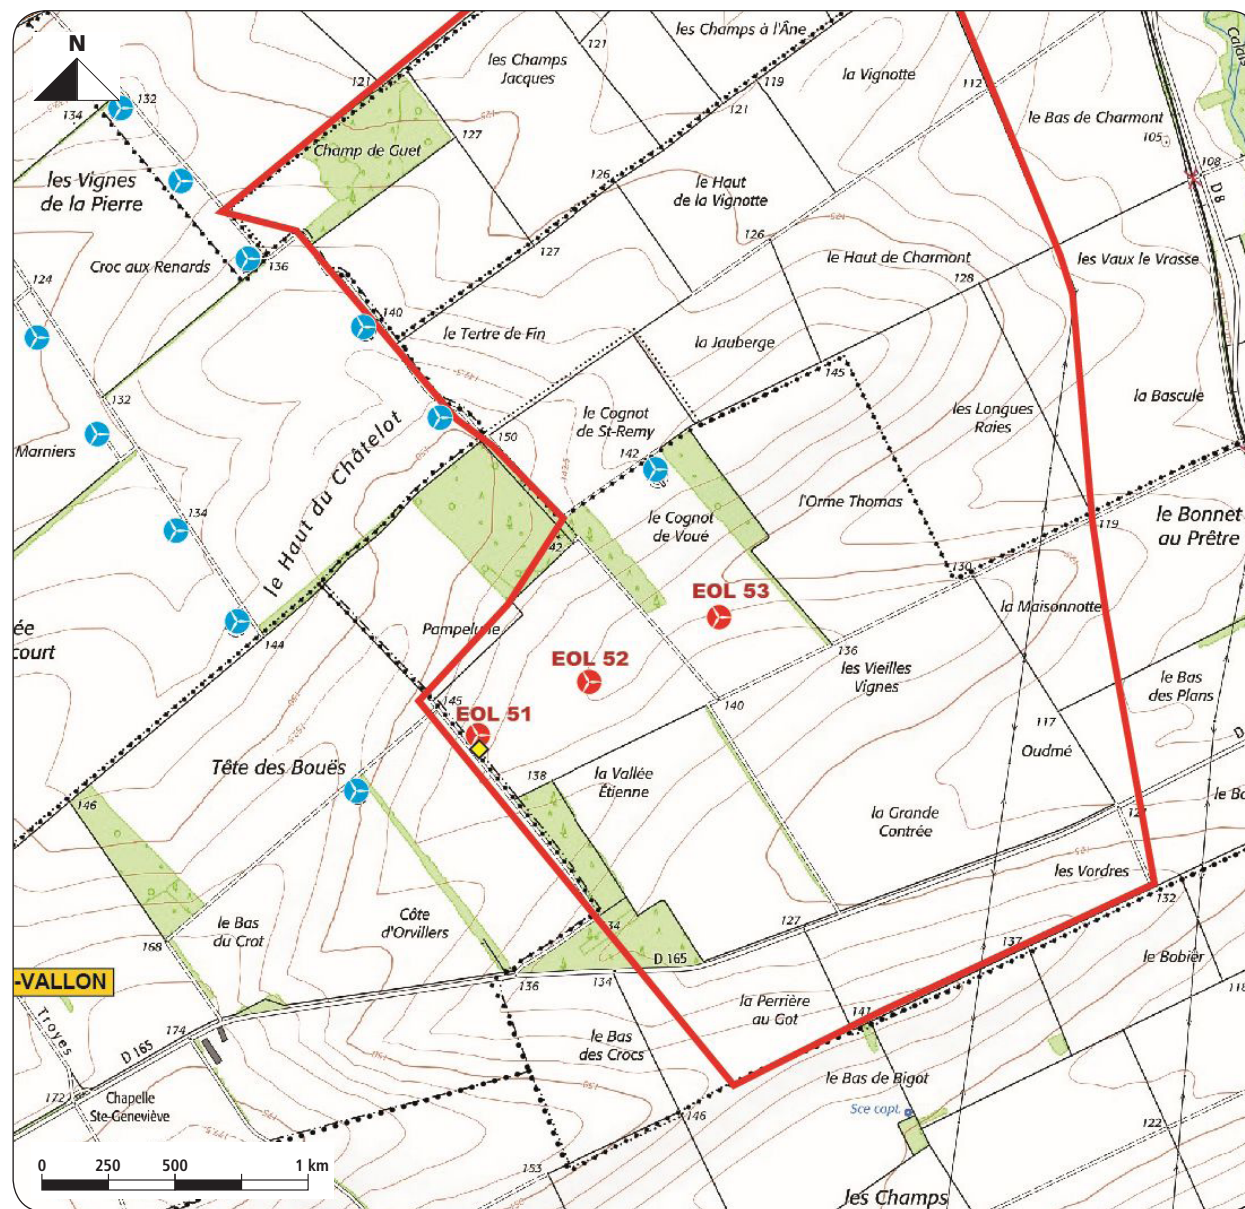 N
les Champs à l'Âne
121
les Champs
Jacques
la Vignotte
119
112
121
132
134
121
127
le Bas de Charmont
105
108
D 8
Champ de Guet
les Vignes
de la Pierre
126
le Haut
de la Vignotte
125
127
126
136
Croc aux Renards
le Haut de Charmont
les Vaux le Vrasse
124
128
140
le Tertre de Fin
la Jauberge
145
132
la Bascule
les Longues
Raies
le Cognot
de St-Remy
150
142
Marniers
le Haut du Châtelot
l'Orme Thomas
134
le Cognot
de Voué
119
le Bonnet
au Prêtre
42
130
EOL 53
la Maisonnotte
ée
court
144
Pampelune
136
EOL 52
les Vieilles
Vignes
le Bas
des Plans
145
EOL 51
140
117
Oudmé
Tête des Bouës
138
la Vallée
Étienne
146
la Grande
Contrée
127
les Vordres
132
Côte
d'Orvillers
le Bas
du Crot
168
34
127
137
D 165
le Bobier
-VALLON
136
134
118
la Perrière
au Got
141
Troyes
174
D 165
le Bas
des Crocs
le Bas de Bigot
172
Chapelle
Ste-Geneviève
146
Sce capt.
122
153
0 250 500 1 km
les Champs